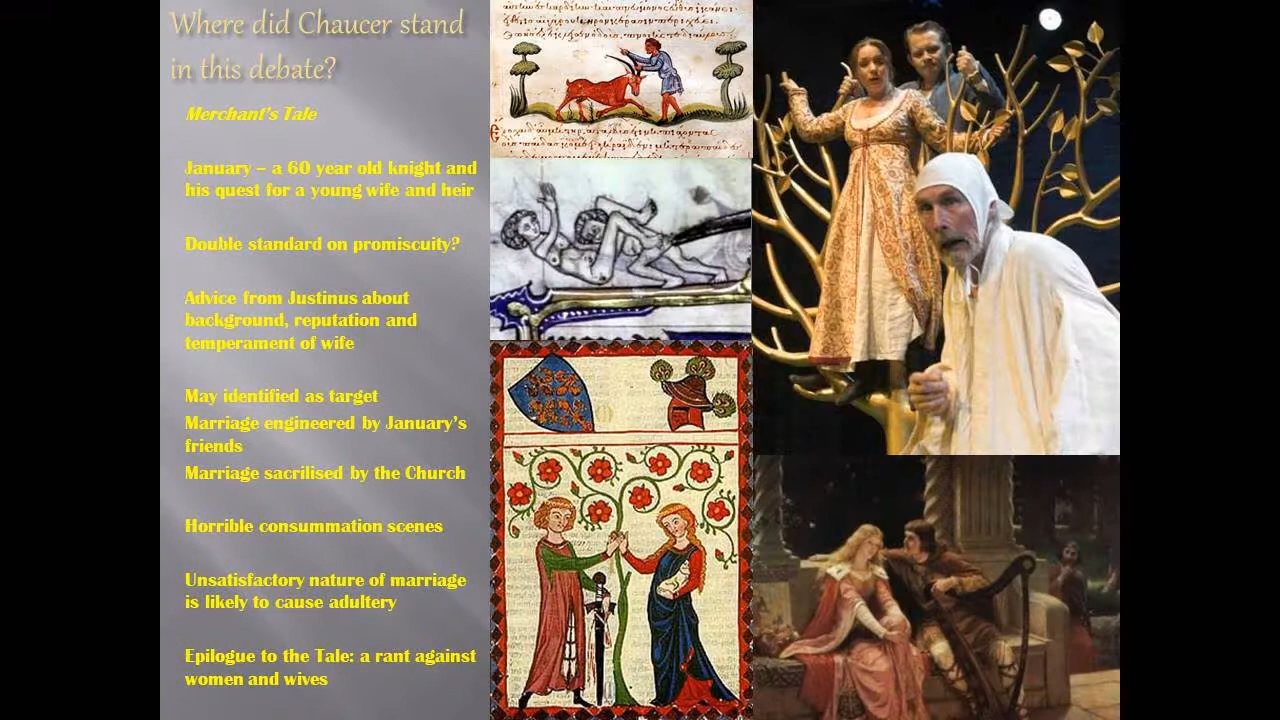 Where did Chaucer stand
in this debate?
Merchant's Tale
January – a 60 year old knight and
his quest for a young wife and heir
Double standard on promiscuity?
Advice from Justinus about
background, reputation and
temperament of wife
May identified as target
Marriage engineered by January's
friends
Marriage sacrilised by the Church
Horrible consummation scenes
Unsatisfactory nature of marriage
is likely to cause adultery
Epilogue to the Tale: a rant against
women and wives